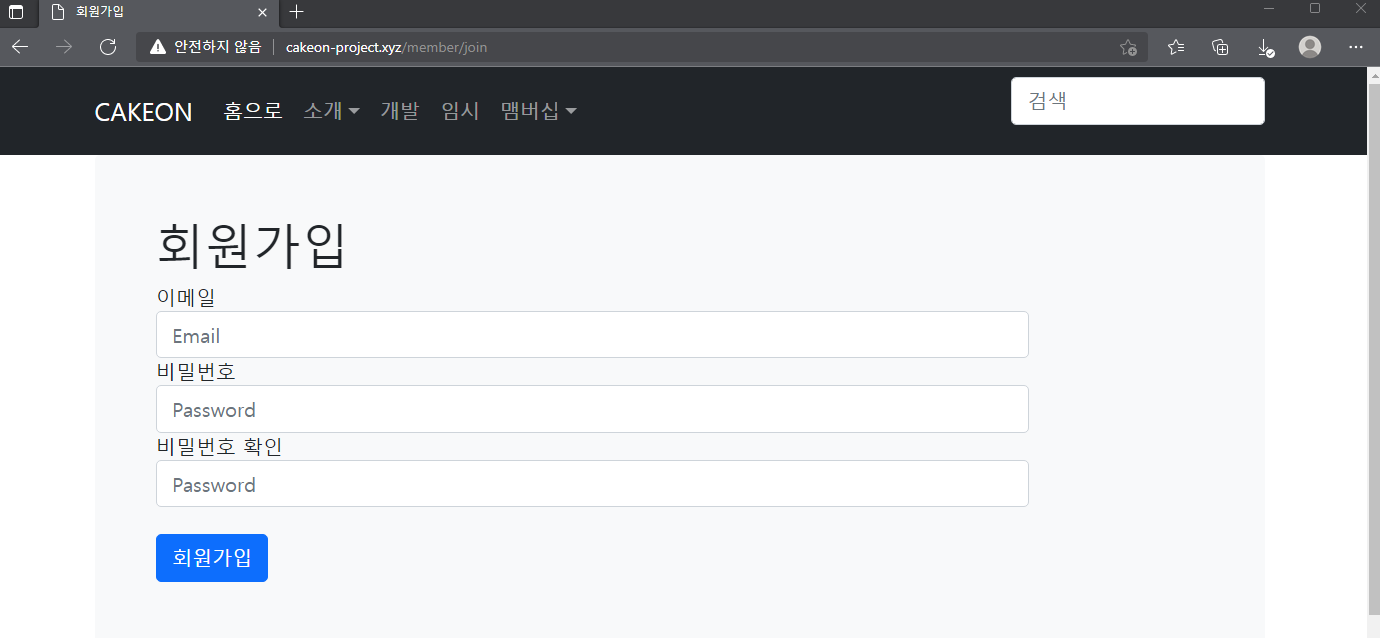 회원가입
안전하지 않음 cakeon-project.xyz/member/join
CAKEON 홈으로 소개 개발 임시 맴버십 검색
회원가입
이메일
Email
비밀번호
Password
비밀번호 확인
Password
회원가입